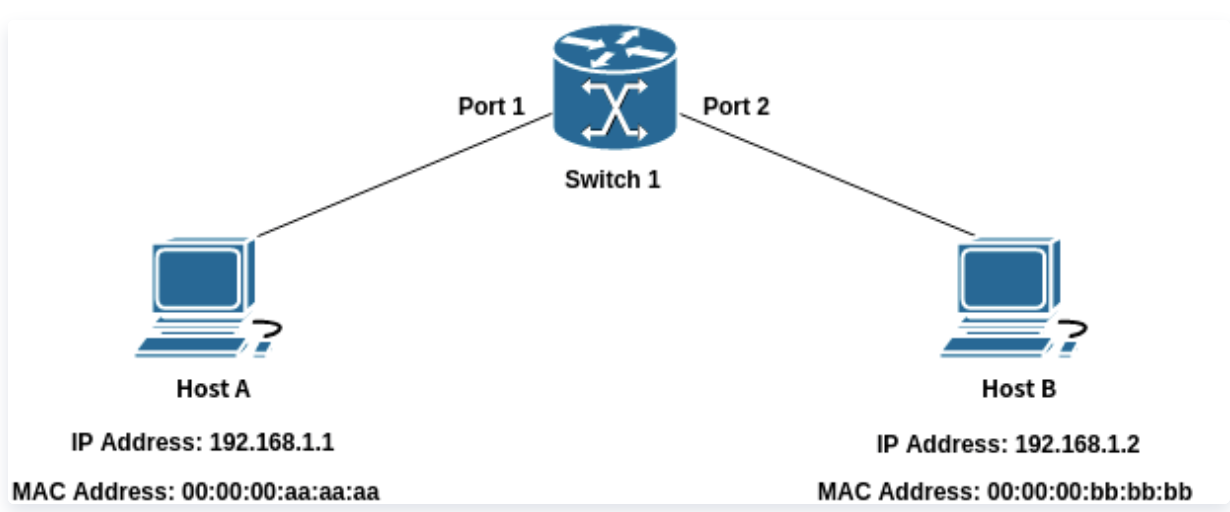 Port 1
Port 2
Switch 1
Host A
Host B
IP Address: 192.168.1.1
IP Address: 192.168.1.2
MAC Address: 00:00:00:aa:aa:aa
MAC Address: 00:00:00:bb:bb:bb